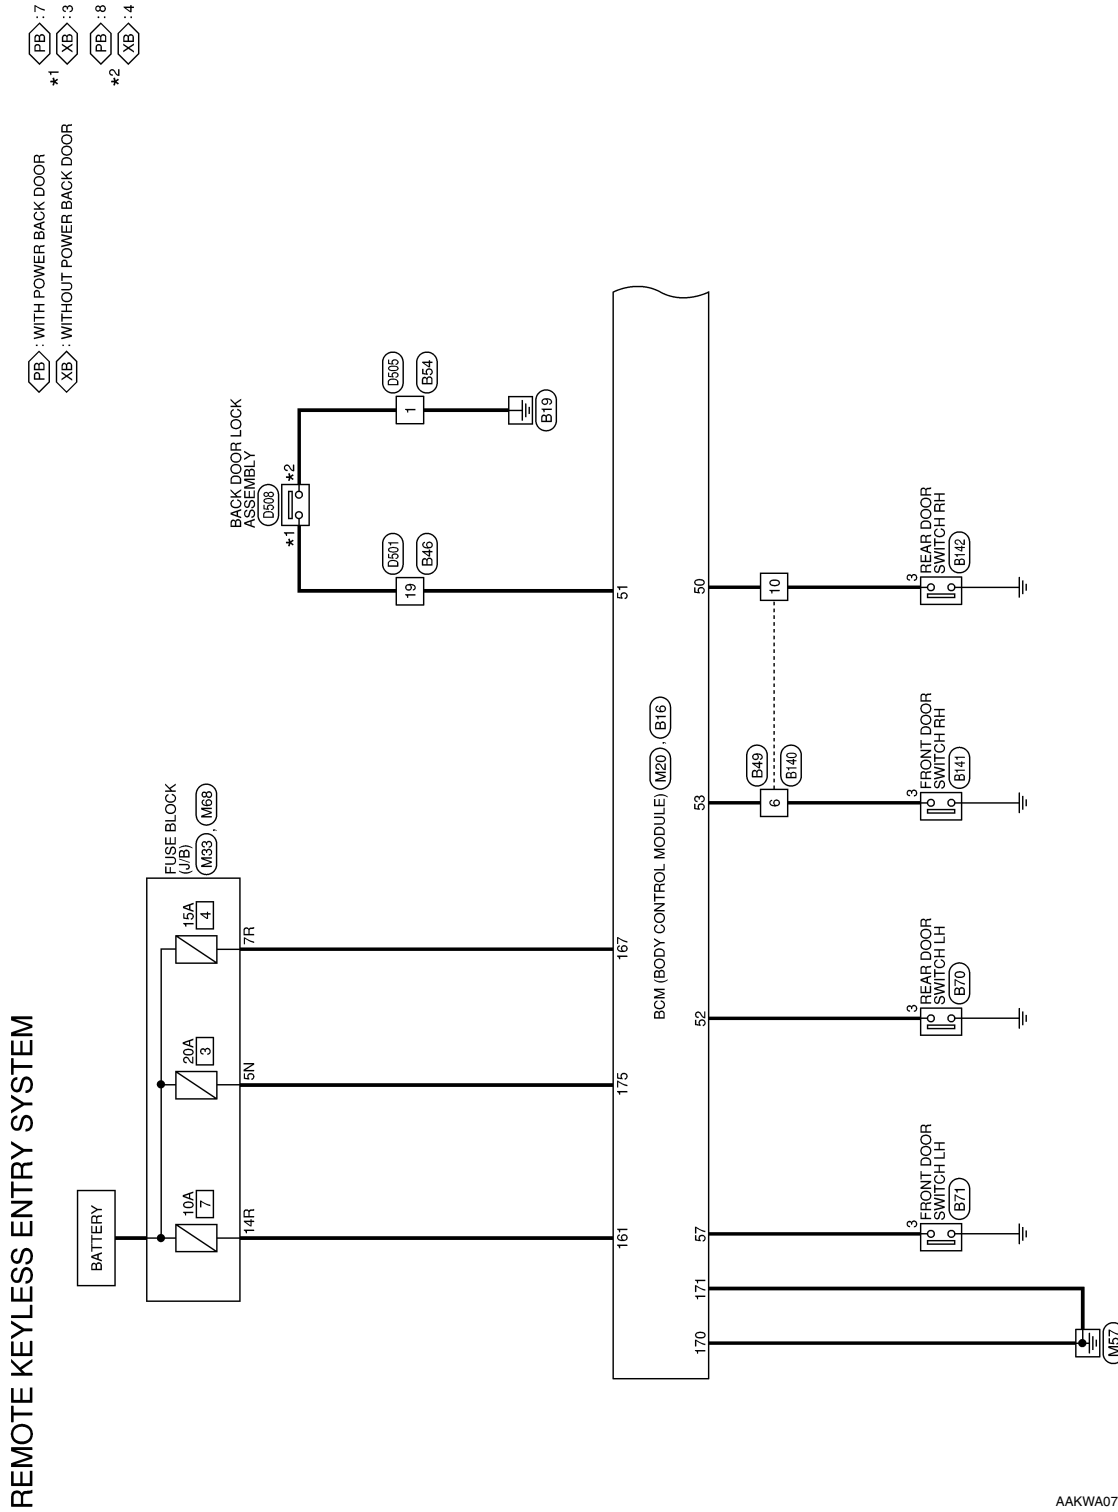 REMOTE KEYLESS ENTRY SYSTEM
PB : WITH POWER BACK DOOR
XB : WITHOUT POWER BACK DOOR
*1
PB : 7
XB : 3
*2
PB : 8
XB : 4
BATTERY
FUSE BLOCK
(J/B)
M33 , M68
10A
7
20A
3
15A
4
14R
5N
7R
BACK DOOR LOCK
ASSEMBLY
D508
*1
*2
D501
19
B46
D505
1
B54
B19
161
175
167
51
BCM (BODY CONTROL MODULE) M20 , B16
170
171
57
52
53
50
B49
6
B140
10
3
FRONT DOOR
SWITCH LH
B71
3
REAR DOOR
SWITCH LH
B70
3
FRONT DOOR
SWITCH RH
B141
3
REAR DOOR
SWITCH RH
B142
M57
AAKWA07